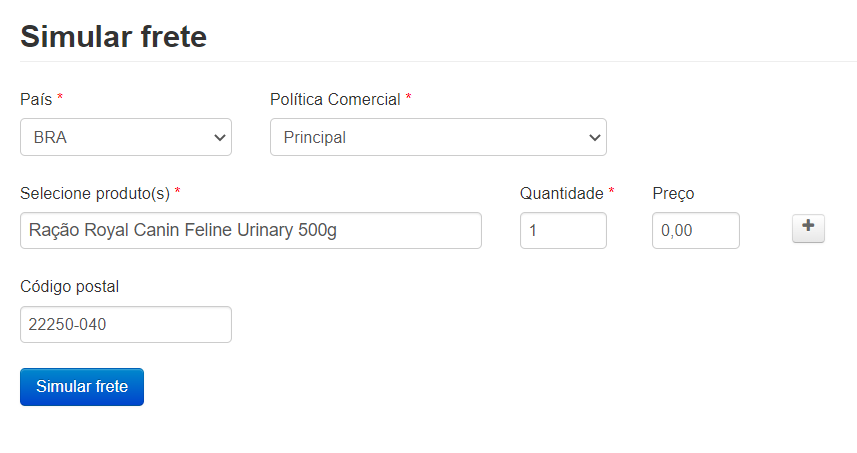 Simular frete
País * Política Comercial *
BRA Principal
Selecione produto(s) * Quantidade * Preço
Ração Royal Canin Feline Urinary 500g 1 0,00 +
Código postal
22250-040
Simular frete